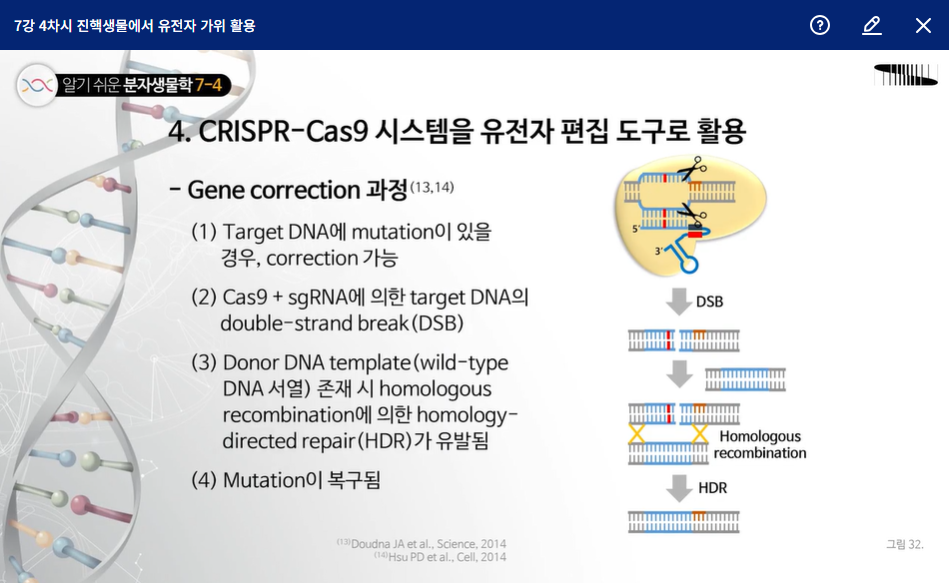 7강 4차시 진핵생물에서 유전자 가위 활용
알기 쉬운 분자생물학 7-4
4. CRISPR-Cas9 시스템을 유전자 편집 도구로 활용
- Gene correction 과정(13,14)
(1) Target DNA에 mutation이 있을
경우, correction 가능
(2) Cas9 + sgRNA에 의한 target DNA의
double-strand break(DSB)
(3) Donor DNA template(wild-type
DNA 서열) 존재 시 homologous
recombination에 의한 homology-
directed repair(HDR)가 유발됨
(4) Mutation이 복구됨
5'
3'
DSB
Homologous
recombination
HDR
(13)Doudna JA et al., Science, 2014
(14)Hsu PD et al., Cell, 2014
그림 32.